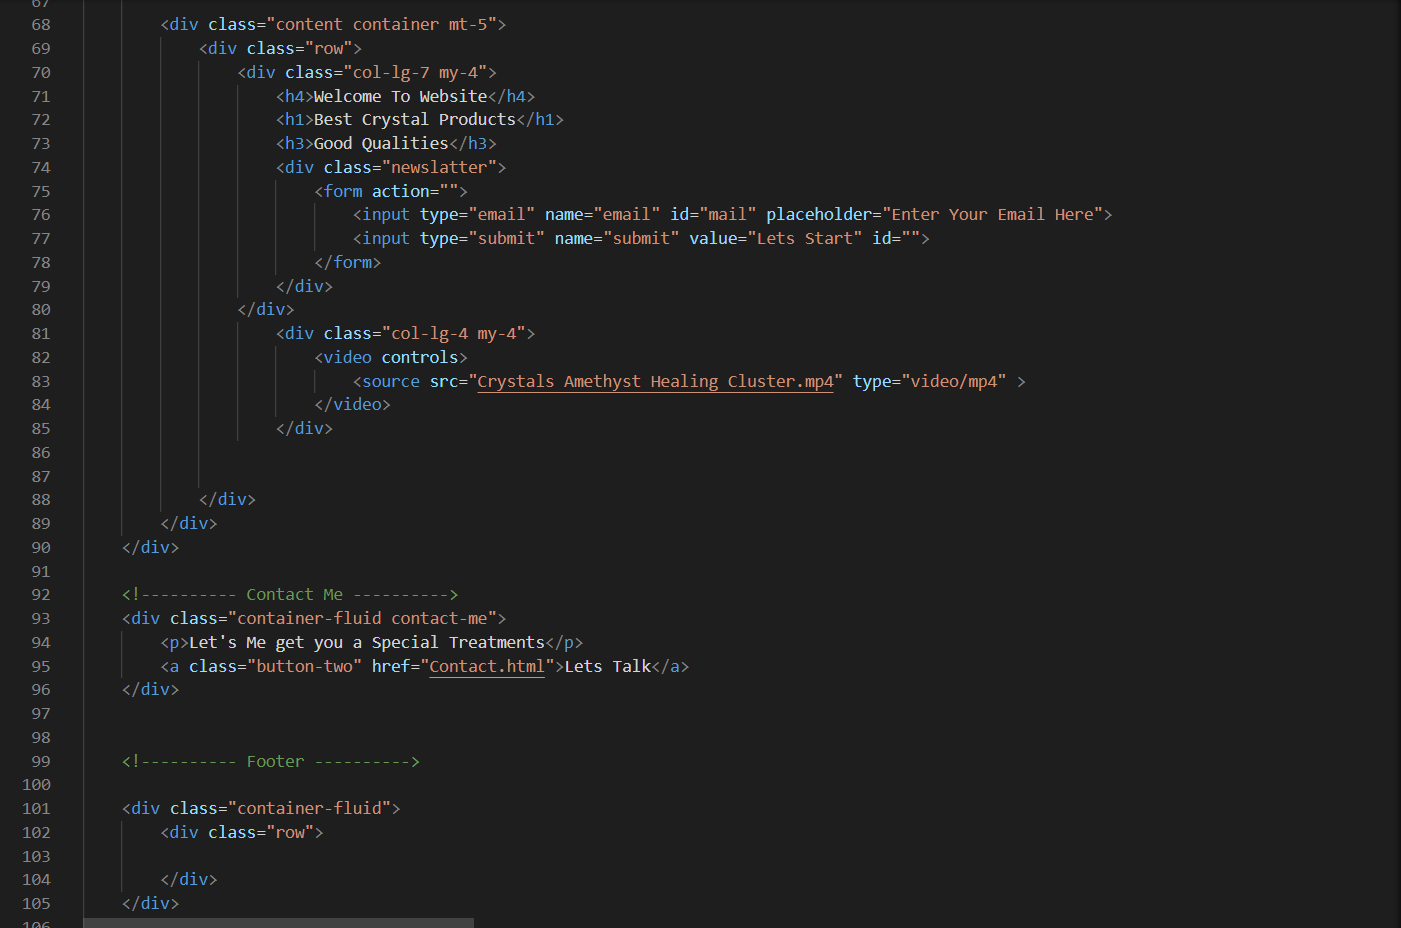 67
68 <div class="content container mt-5">
69 <div class="row">
70 <div class="col-lg-7 my-4">
71 <h4>Welcome To Website</h4>
72 <h1>Best Crystal Products</h1>
73 <h3>Good Qualities</h3>
74 <div class="newslatter">
75 <form action="">
76 <input type="email" name="email" id="mail" placeholder="Enter Your Email Here">
77 <input type="submit" name="submit" value="Lets Start" id="">
78 </form>
79 </div>
80 </div>
81 <div class="col-lg-4 my-4">
82 <video controls>
83 <source src="Crystals Amethyst Healing Cluster.mp4" type="video/mp4" >
84 </video>
85 </div>
86
87
88 </div>
89 </div>
90 </div>
91
92 <!---------- Contact Me ---------->
93 <div class="container-fluid contact-me">
94 <p>Let's Me get you a Special Treatments</p>
95 <a class="button-two" href="Contact.html">Lets Talk</a>
96 </div>
97
98
99 <!---------- Footer ---------->
100
101 <div class="container-fluid">
102 <div class="row">
103
104 </div>
105 </div>
106